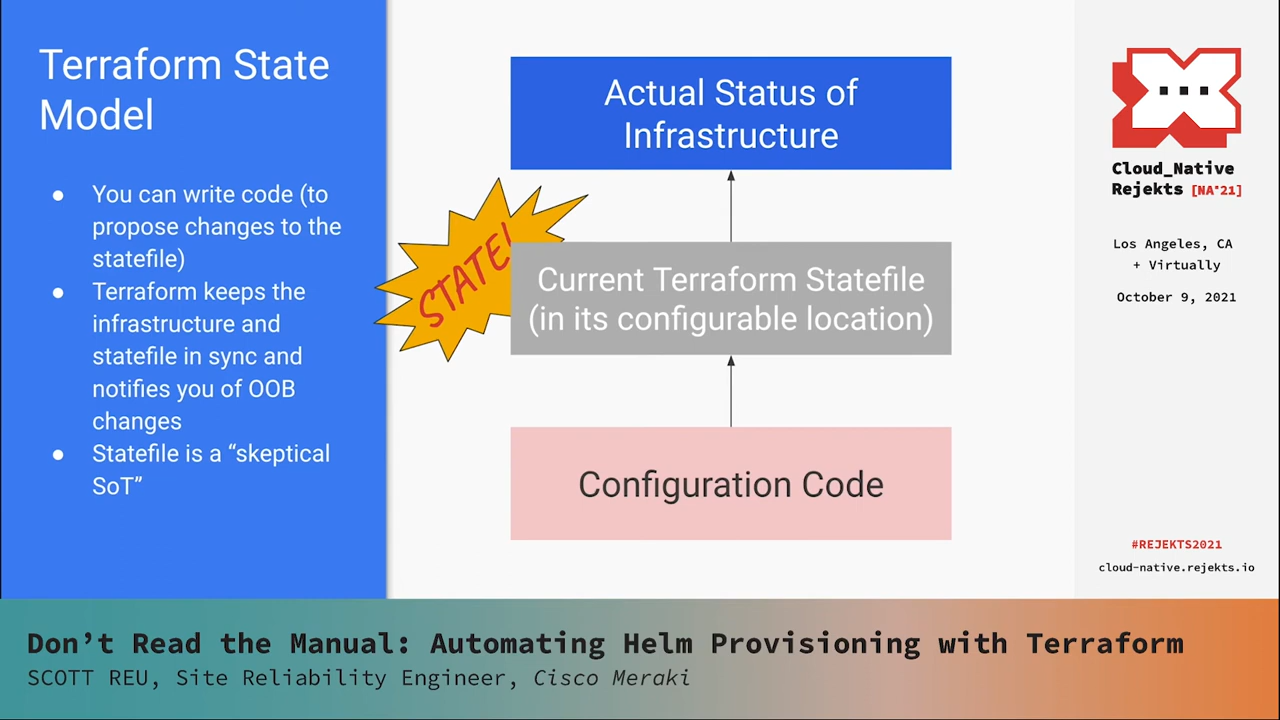 Terraform State
Model
● You can write code (to
propose changes to the
statefile)
● Terraform keeps the
infrastructure and
statefile in sync and
notifies you of OOB
changes
● Statefile is a “skeptical
SoT”
Actual Status of
Infrastructure
STATE!
Current Terraform Statefile
(in its configurable location)
Configuration Code
Cloud_Native
Rejekts [NA'21]
Los Angeles, CA
+ Virtually
October 9, 2021
#REJEKTS2021
cloud-native.rejekts.io
Don’t Read the Manual: Automating Helm Provisioning with Terraform
SCOTT REU, Site Reliability Engineer, Cisco Meraki